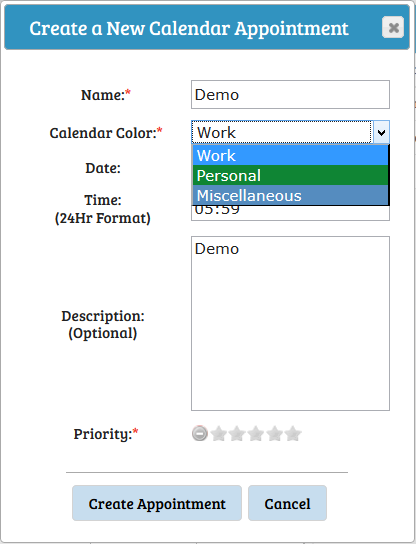 Create a New Calendar Appointment
Name:* Demo
Calendar Color:* Work
Work
Date:
Personal
Time:
Miscellaneous
(24Hr Format) 05:59
Demo
Description:
(Optional)
Priority:*
Create Appointment Cancel